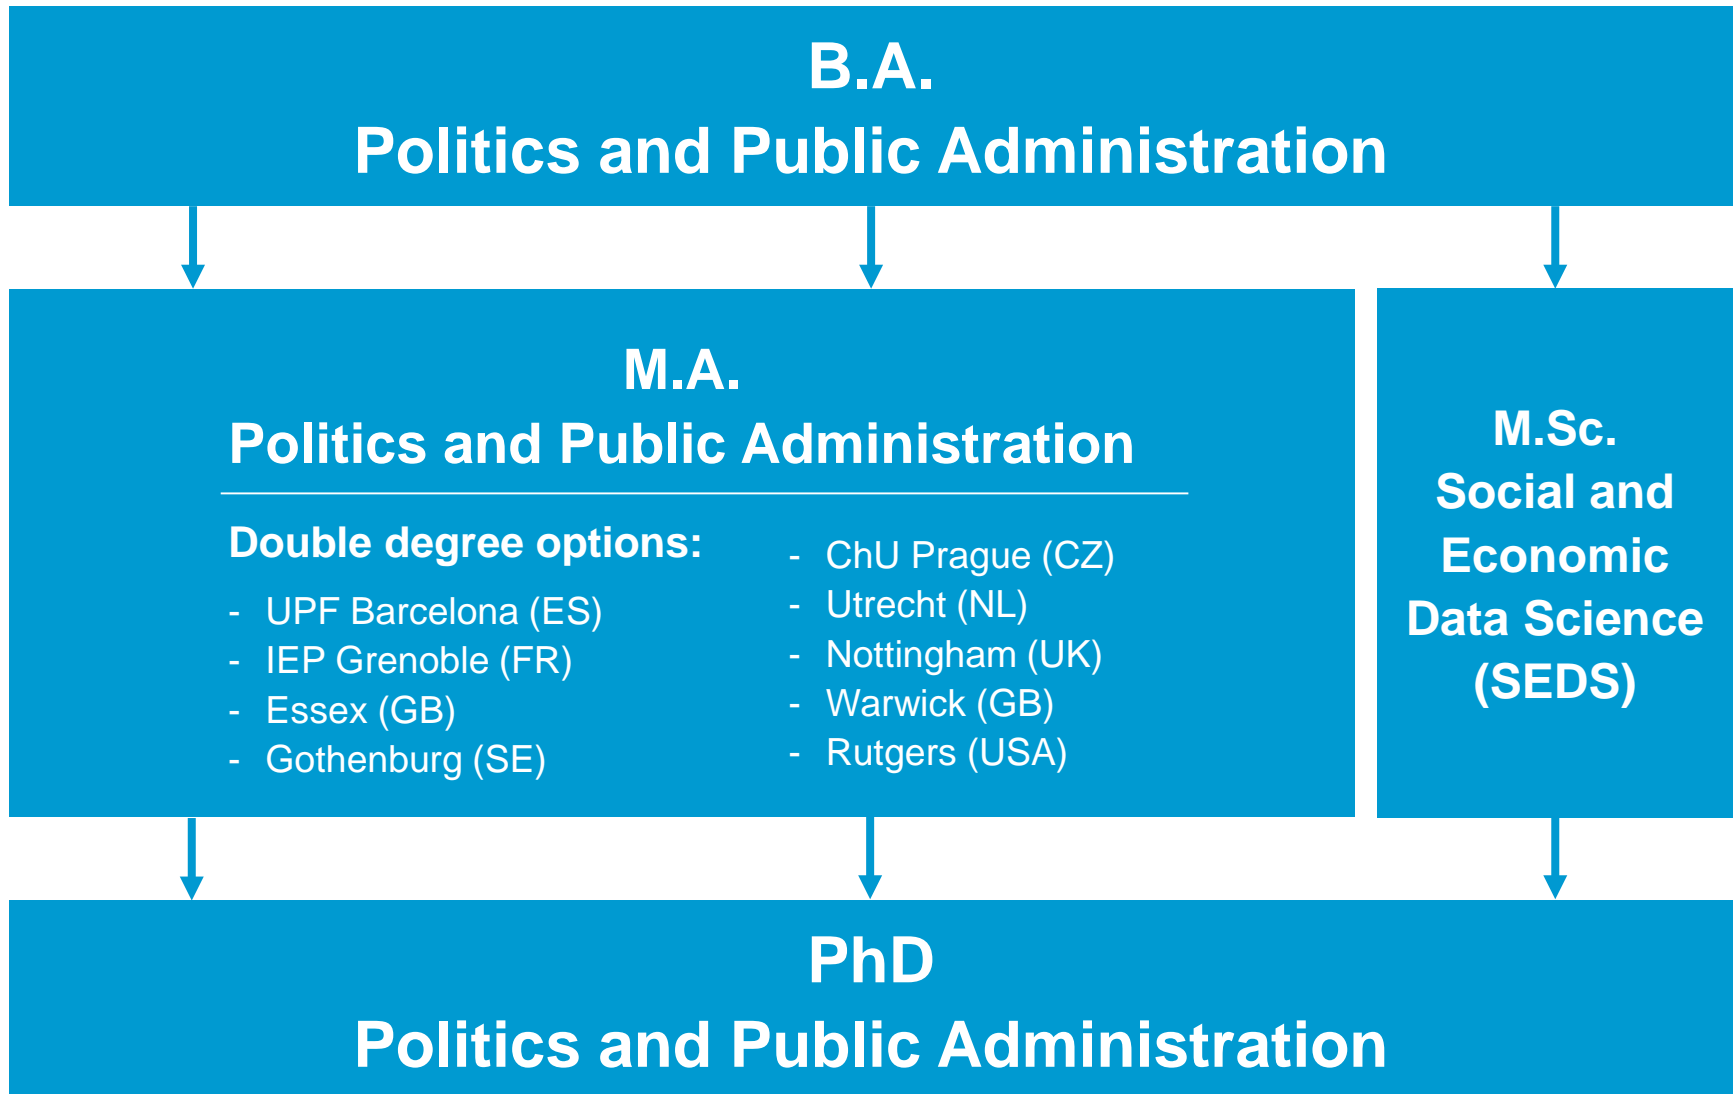 B.A.
Politics and Public Administration
M.A.
Politics and Public Administration
Double degree options:
- UPF Barcelona (ES)
- IEP Grenoble (FR)
- Essex (GB)
- Gothenburg (SE)
- ChU Prague (CZ)
- Utrecht (NL)
- Nottingham (UK)
- Warwick (GB)
- Rutgers (USA)
M.Sc.
Social and
Economic
Data Science
(SEDS)
PhD
Politics and Public Administration